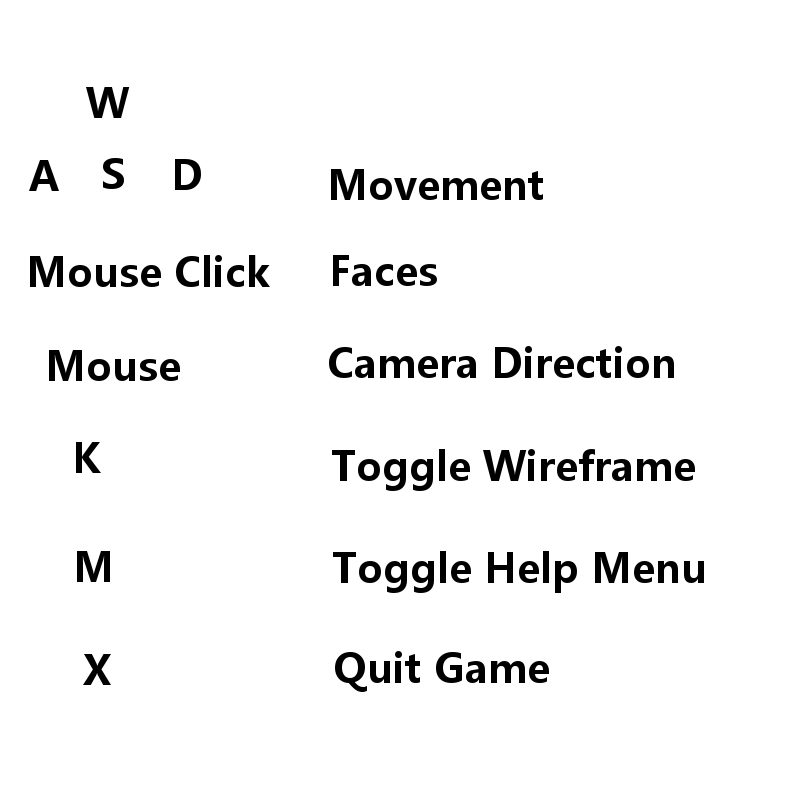 W
A S D Movement
Mouse Click Faces
Mouse Camera Direction
K Toggle Wireframe
M Toggle Help Menu
X Quit Game